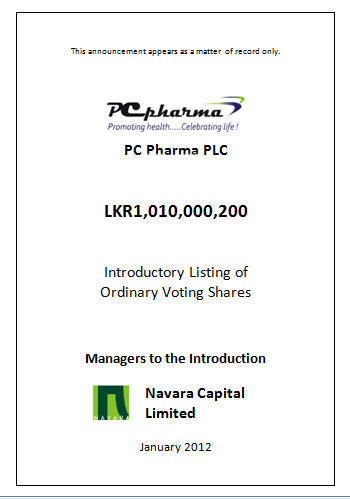 This announcement appears as a matter of record only.
PCpharma
Promoting health.....Celebrating life !
PC Pharma PLC
LKR1,010,000,200
Introductory Listing of
Ordinary Voting Shares
Managers to the Introduction
NAVARA
Navara Capital
Limited
January 2012